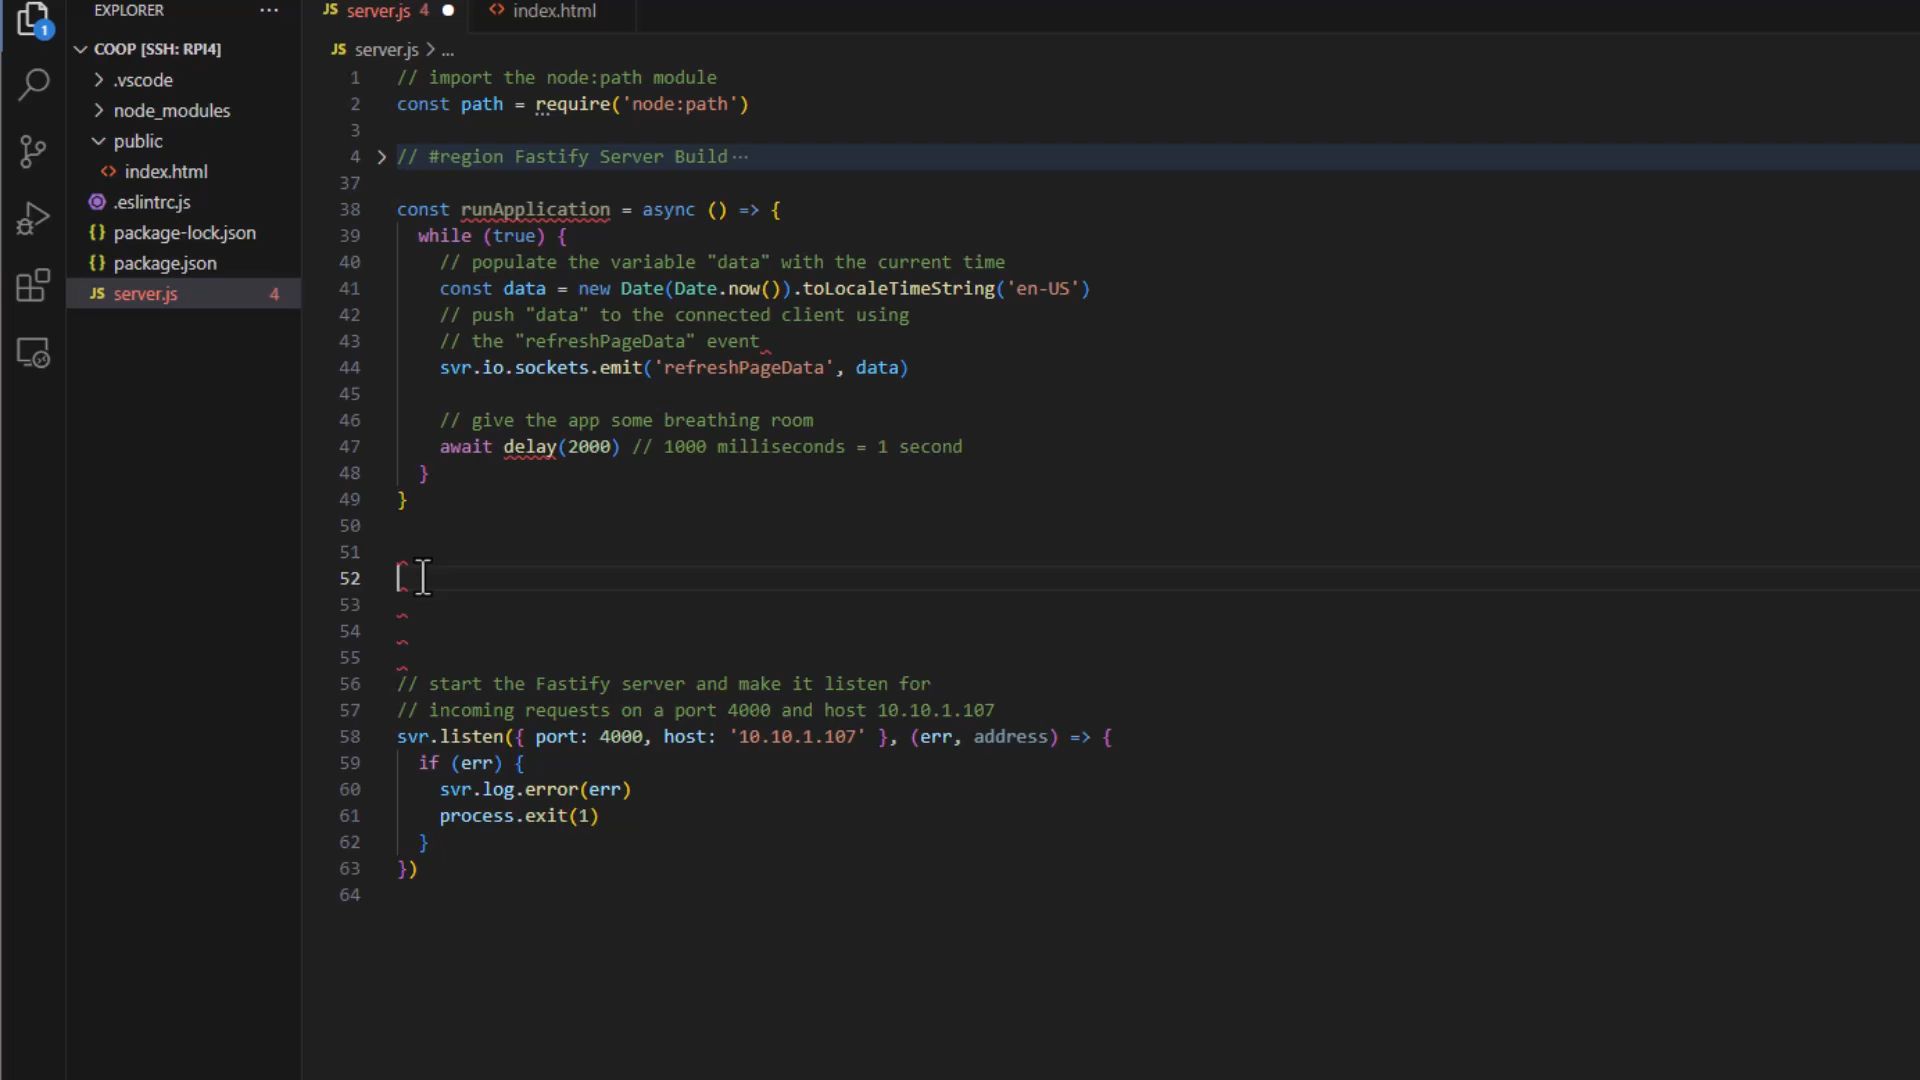 EXPLORER ...
JS server.js 4 ● <> index.html
1
COOP [SSH: RPI4]
.vscode
node_modules
public
<> index.html
.eslintrc.js
{} package-lock.json
{} package.json
JS server.js 4
JS server.js > ...
1 // import the node:path module
2 const path = require('node:path')
3
4 > // #region Fastify Server Build ...
37
38 const runApplication = async () => {
39 while (true) {
40 // populate the variable "data" with the current time
41 const data = new Date(Date.now()).toLocaleTimeString('en-US')
42 // push "data" to the connected client using
43 // the "refreshPageData" event
44 svr.io.sockets.emit('refreshPageData', data)
45
46 // give the app some breathing room
47 await delay(2000) // 1000 milliseconds = 1 second
48 }
49 }
50
51
52
53
54
55
56 // start the Fastify server and make it listen for
57 // incoming requests on a port 4000 and host 10.10.1.107
58 svr.listen({ port: 4000, host: '10.10.1.107' }, (err, address) => {
59 if (err) {
60 svr.log.error(err)
61 process.exit(1)
62 }
63 })
64